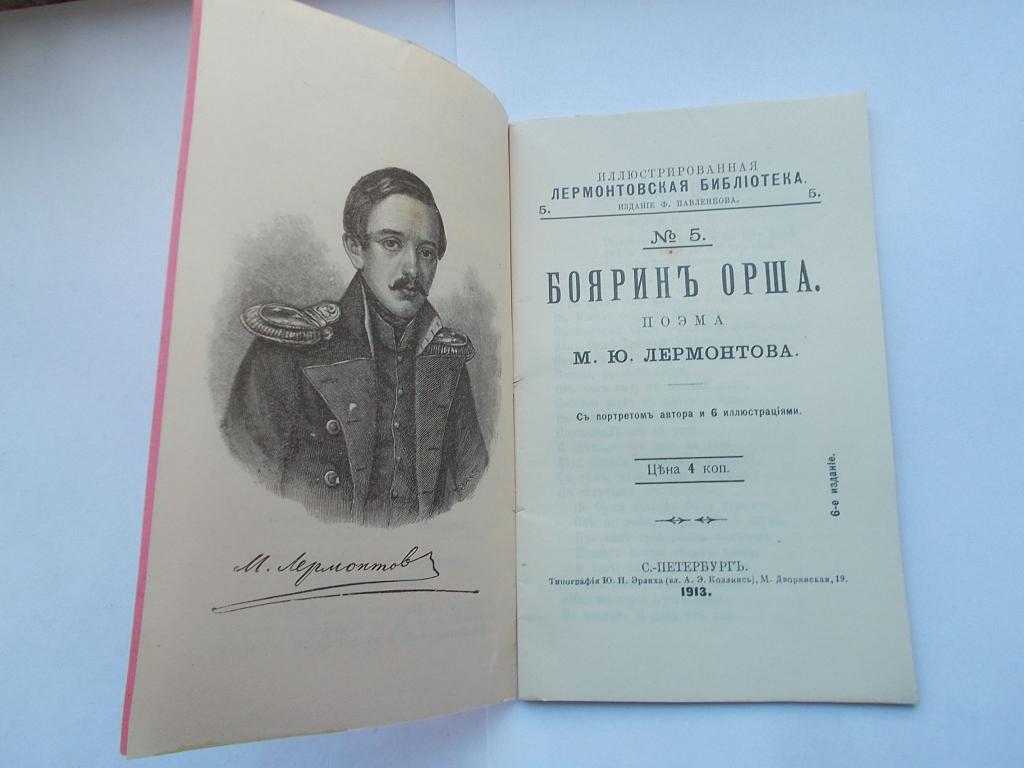 М. Лермонтов
ИЛЛЮСТРИРОВАННАЯ
ЛЕРМОНТОВСКАЯ БИБЛІОТЕКА.
5. ИЗДАНІЕ Ф. ПАВЛЕНКОВА. 5.
№ 5.
БОЯРИНЪ ОРША.
ПОЭМА
М. Ю. ЛЕРМОНТОВА.
Съ портретомъ автора и 6 иллюстраціями.
Цѣна 4 коп.
6-е изданіе.
С.-ПЕТЕРБУРГЪ.
Типографія Ю. Н. Эрлиха (вл. А. Э. Коллинсъ), М. Дворянская, 19.
1913.